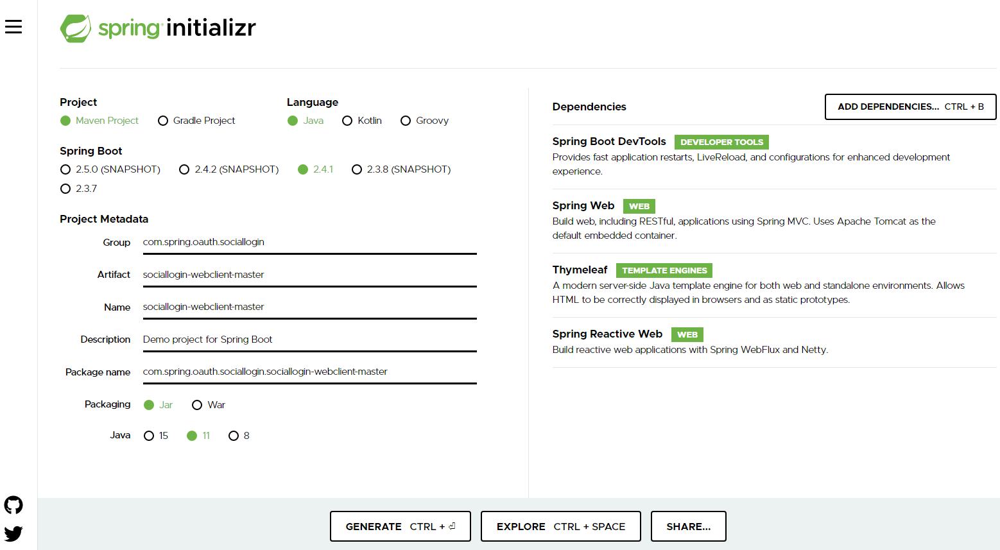 spring initializr
Project
Maven Project Gradle Project
Language
Java Kotlin Groovy
Spring Boot
2.5.0 (SNAPSHOT) 2.4.2 (SNAPSHOT) 2.4.1 2.3.8 (SNAPSHOT)
2.3.7
Project Metadata
Group com.spring.oauth.sociallogin
Artifact sociallogin-webclient-master
Name sociallogin-webclient-master
Description Demo project for Spring Boot
Package name com.spring.oauth.sociallogin.sociallogin-webclient-master
Packaging Jar War
Java 15 11 8
Dependencies ADD DEPENDENCIES... CTRL + B
Spring Boot DevTools DEVELOPER TOOLS
Provides fast application restarts, LiveReload, and configurations for enhanced development
experience.
Spring Web WEB
Build web, including RESTful, applications using Spring MVC. Uses Apache Tomcat as the
default embedded container.
Thymeleaf TEMPLATE ENGINES
A modern server-side Java template engine for both web and standalone environments. Allows
HTML to be correctly displayed in browsers and as static prototypes.
Spring Reactive Web WEB
Build reactive web applications with Spring WebFlux and Netty.
GENERATE CTRL + ⏎ EXPLORE CTRL + SPACE SHARE...